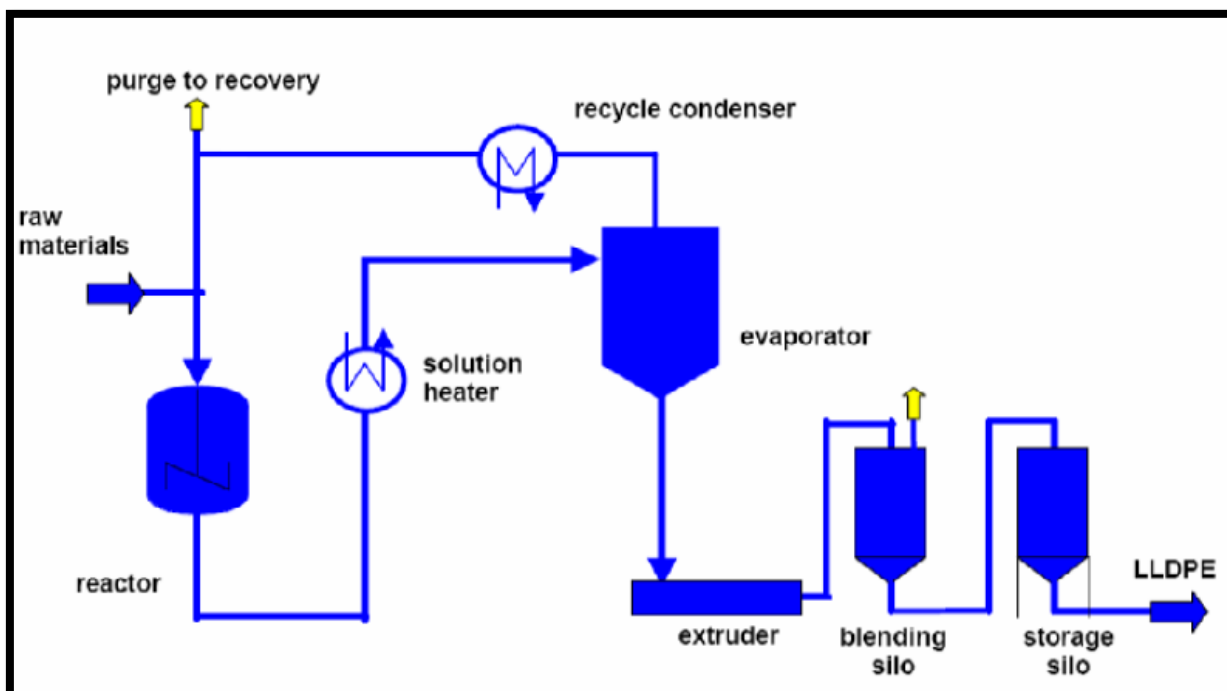 purge to recovery
recycle condenser
raw
materials
solution
heater
evaporator
reactor
extruder
blending
silo
storage
silo
LLDPE